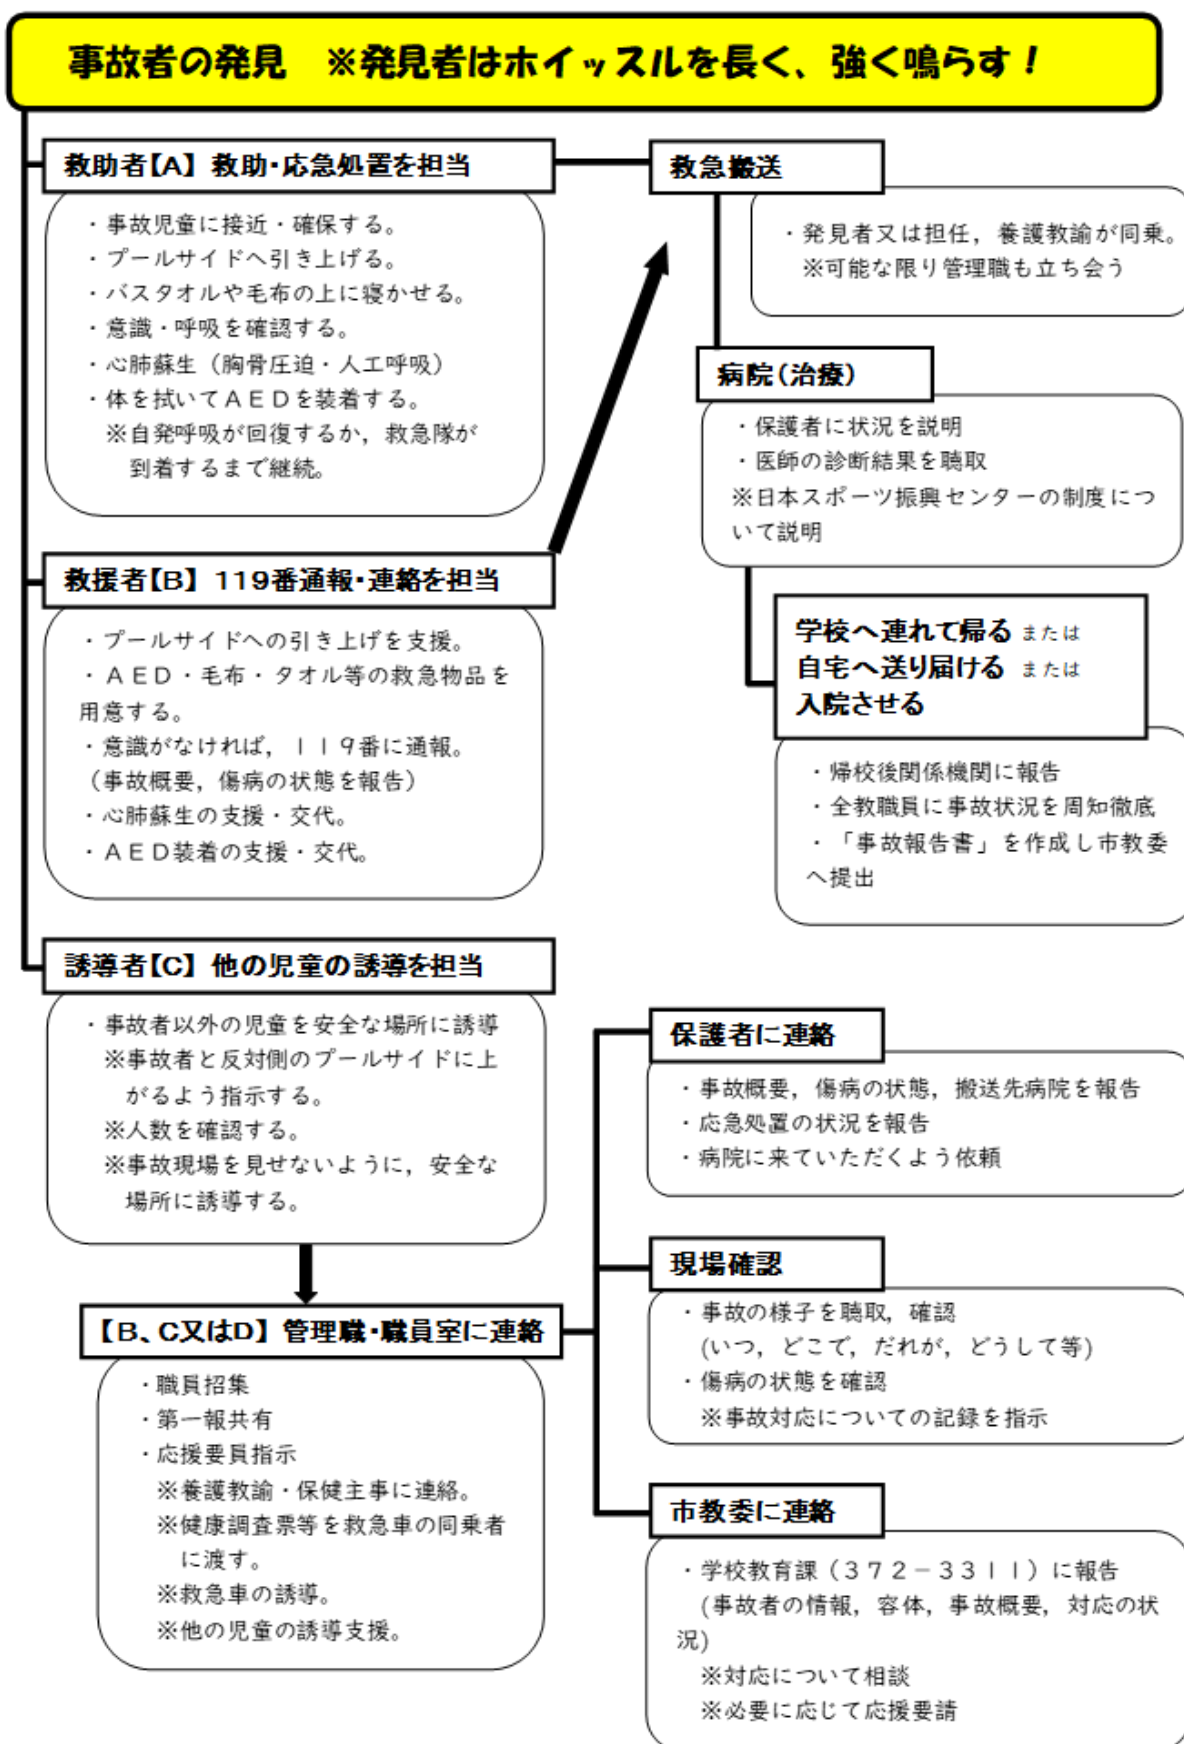 事故者の発見　※発見者はホイッスルを長く、強く鳴らす！
救助者【A】救助・応急処置を担当
・事故児童に接近・確保する。
・プールサイドへ引き上げる。
・バスタオルや毛布の上に寝かせる。
・意識・呼吸を確認する。
・心肺蘇生（胸骨圧迫・人工呼吸）
・体を拭いてＡＥＤを装着する。
※自発呼吸が回復するか，救急隊が
到着するまで継続。
救急搬送
・発見者又は担任，養護教諭が同乗。
※可能な限り管理職も立ち会う
病院（治療）
・保護者に状況を説明
・医師の診断結果を聴取
※日本スポーツ振興センターの制度につ
いて説明
学校へ連れて帰る または
自宅へ送り届ける または
入院させる
・帰校後関係機関に報告
・全教職員に事故状況を周知徹底
・「事故報告書」を作成し市教委
へ提出
救援者【B】119番通報・連絡を担当
・プールサイドへの引き上げを支援。
・ＡＥＤ・毛布・タオル等の救急物品を
用意する。
・意識がなければ，１１９番に通報。
（事故概要，傷病の状態を報告）
・心肺蘇生の支援・交代。
・ＡＥＤ装着の支援・交代。
誘導者【C】他の児童の誘導を担当
・事故者以外の児童を安全な場所に誘導
※事故者と反対側のプールサイドに上
がるよう指示する。
※人数を確認する。
※事故現場を見せないように，安全な
場所に誘導する。
【B、C又はD】管理職・職員室に連絡
・職員招集
・第一報共有
・応援要員指示
※養護教諭・保健主事に連絡。
※健康調査票等を救急車の同乗者
に渡す。
※救急車の誘導。
※他の児童の誘導支援。
保護者に連絡
・事故概要，傷病の状態，搬送先病院を報告
・応急処置の状況を報告
・病院に来ていただくよう依頼
現場確認
・事故の様子を聴取，確認
(いつ，どこで，だれが，どうして等)
・傷病の状態を確認
※事故対応についての記録を指示
市教委に連絡
・学校教育課（３７２－３３１１）に報告
(事故者の情報，容体，事故概要，対応の状
況)
※対応について相談
※必要に応じて応援要請